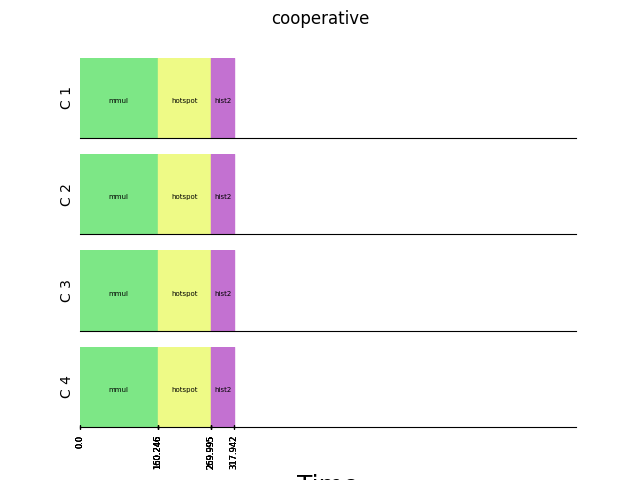 cooperative
C 1
mmul
hotspot
hist2
C 2
mmul
hotspot
hist2
C 3
mmul
hotspot
hist2
C 4
mmul
hotspot
hist2
0.0
160.246
269.995
317.942
Time